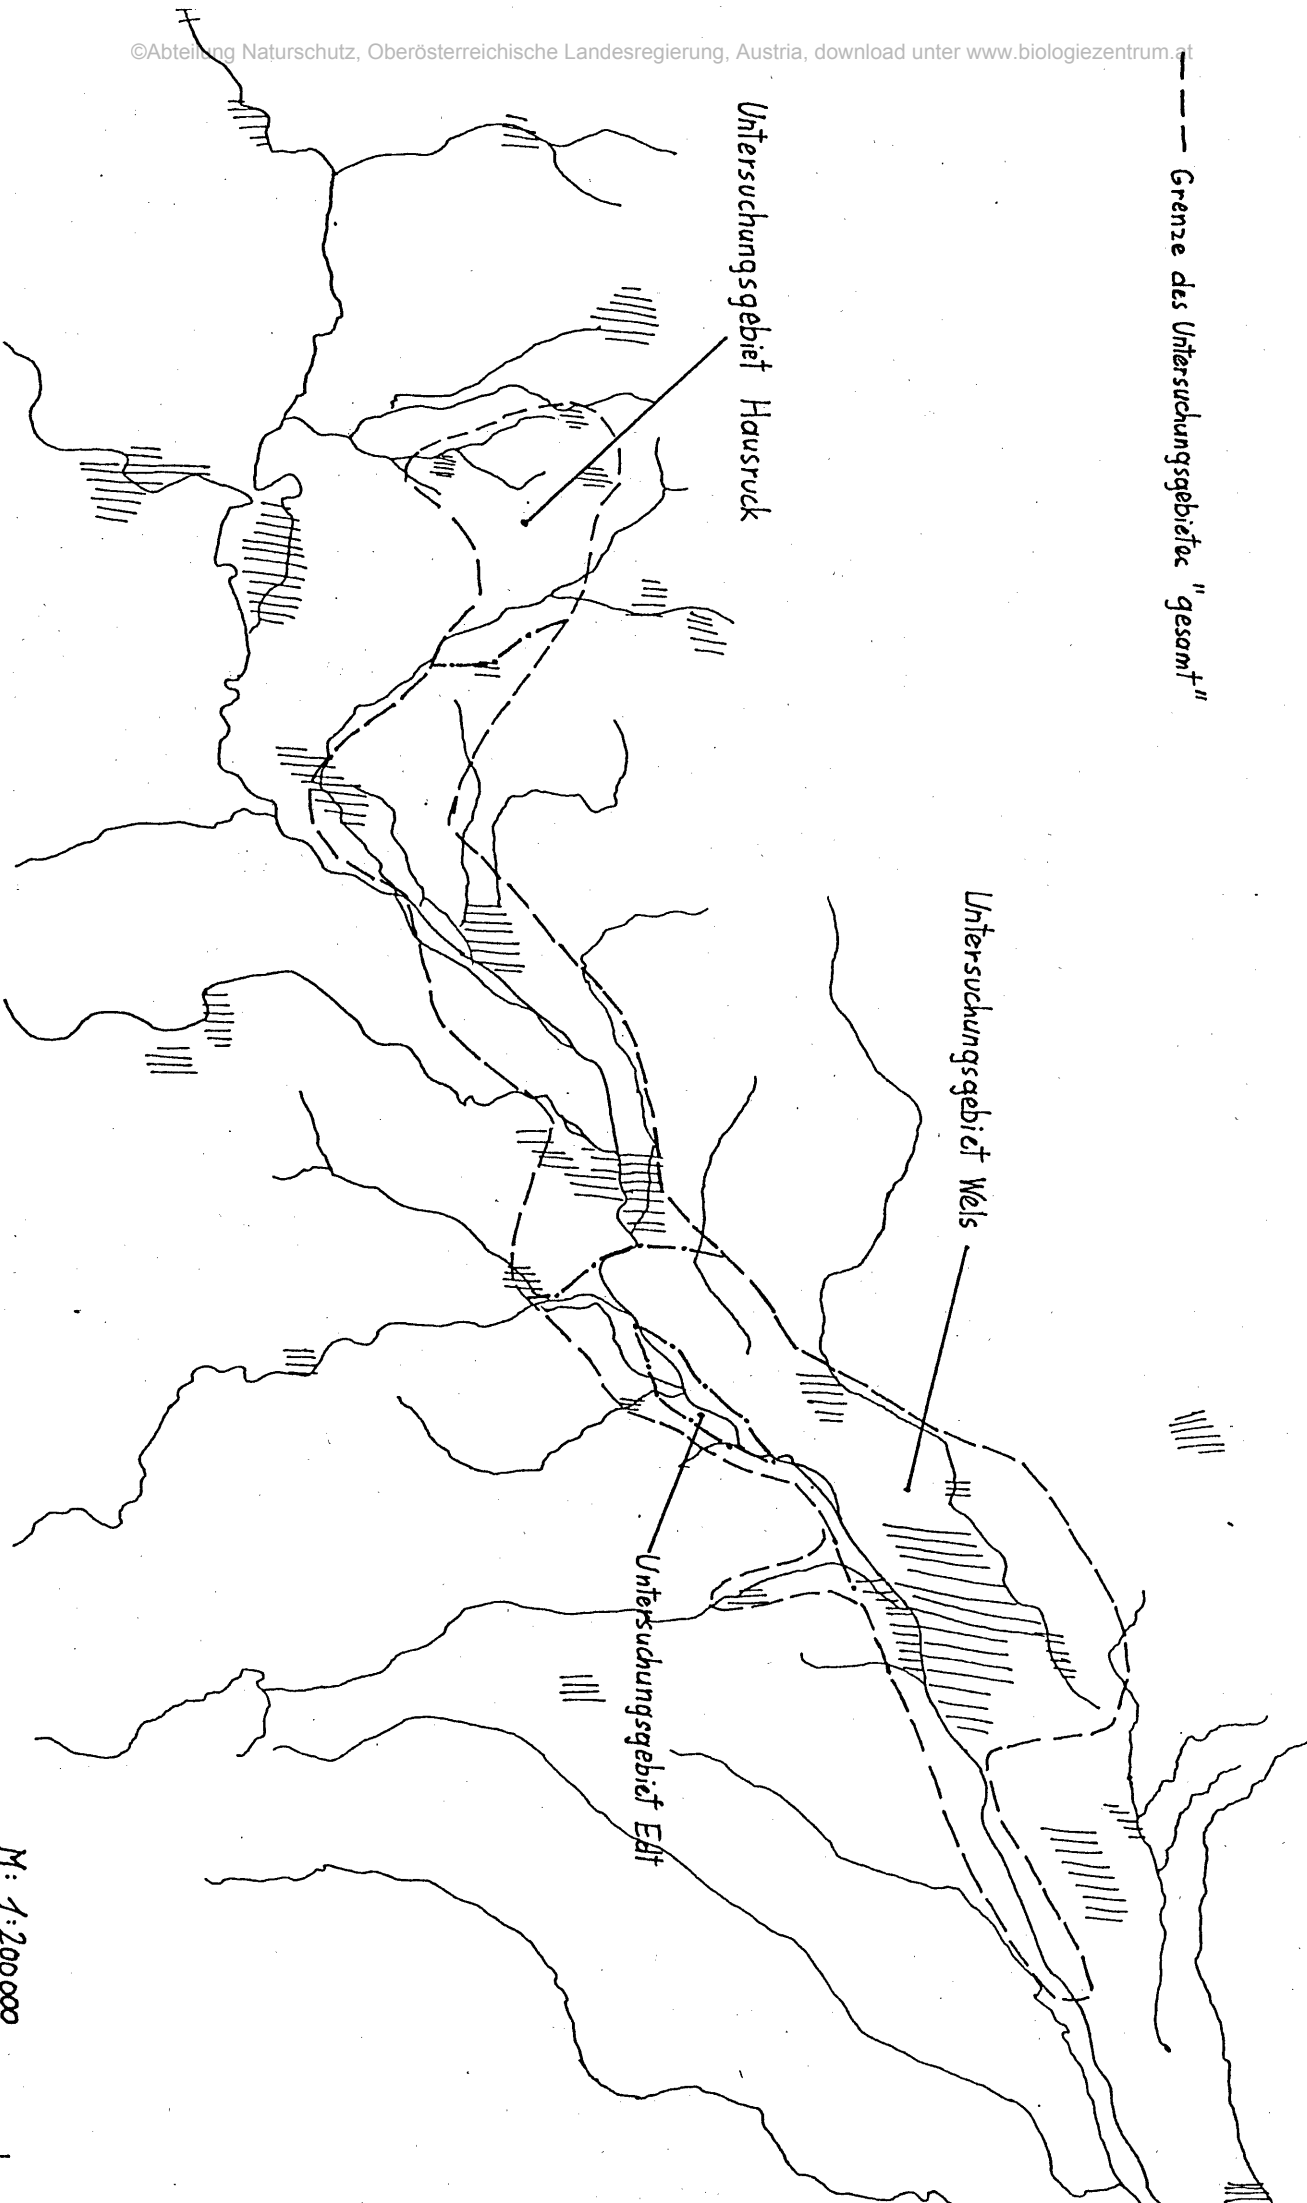 ©Abteilung Naturschutz, Oberösterreichische Landesregierung, Austria, download unter www.biologiezentrum.at
Grenze des Untersuchungsgebietes "gesamt"
Untersuchungsgebiet Hausruck
Untersuchungsgebiet Wels
Untersuchungsgebiet Edt
M: 1:200000